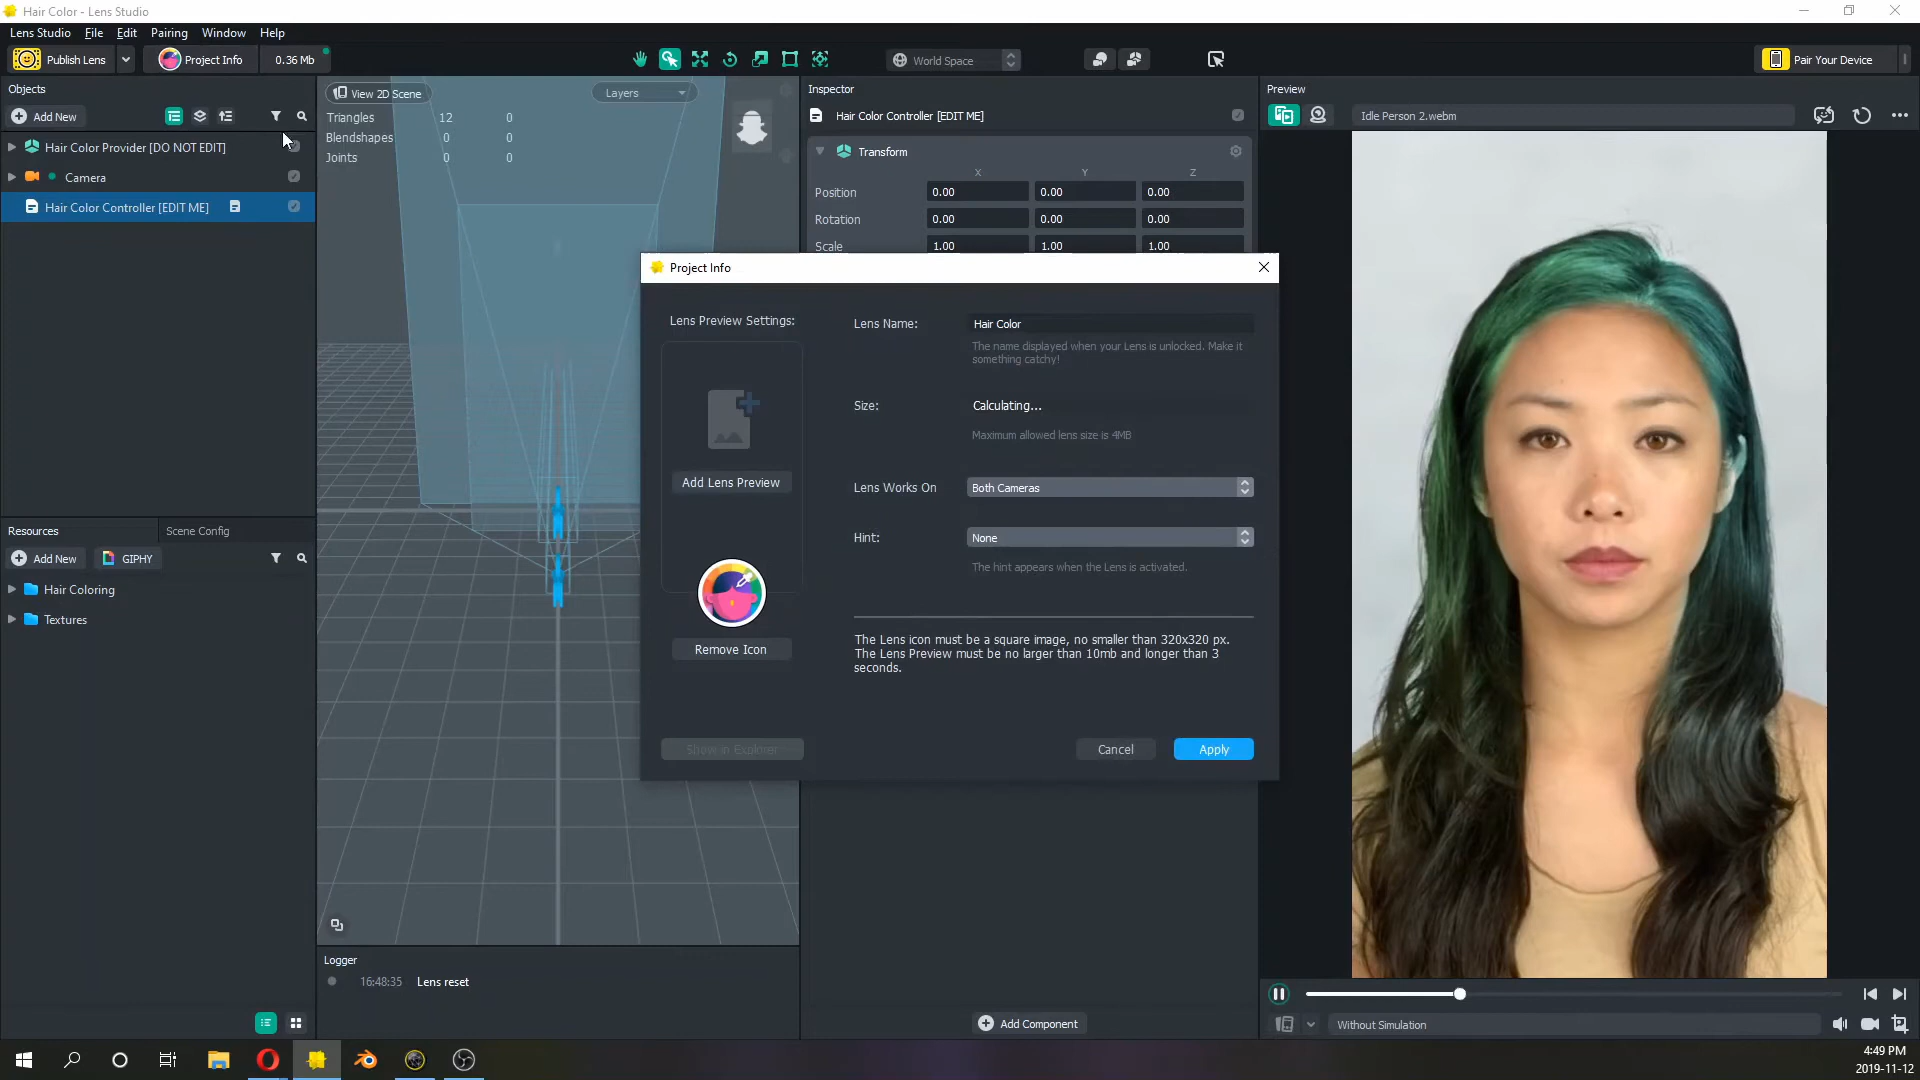 Hair Color - Lens Studio
Lens Studio File Edit Pairing Window Help
Publish Lens Project Info 0.36 Mb World Space Pair Your Device
Objects
Add New
Hair Color Provider [DO NOT EDIT]
Camera
Hair Color Controller [EDIT ME]
Resources Scene Config
Add New GIPHY
Hair Coloring
Textures
View 2D Scene Layers
Triangles 12 0
Blendshapes 0 0
Joints 0 0
Logger
16:48:35 Lens reset
Inspector
Hair Color Controller [EDIT ME]
Transform
X Y Z
Position 0.00 0.00 0.00
Rotation 0.00 0.00 0.00
Scale 1.00 1.00 1.00
Add Component
Project Info
Lens Preview Settings:
Add Lens Preview
Remove Icon
Show in Explorer
Lens Name: Hair Color
The name displayed when your Lens is unlocked. Make it
something catchy!
Size: Calculating...
Maximum allowed lens size is 4MB
Lens Works On Both Cameras
Hint: None
The hint appears when the Lens is activated.
The Lens icon must be a square image, no smaller than 320x320 px.
The Lens Preview must be no larger than 10mb and longer than 3
seconds.
Cancel Apply
Preview
Idle Person 2.webm
Without Simulation
4:49 PM
2019-11-12